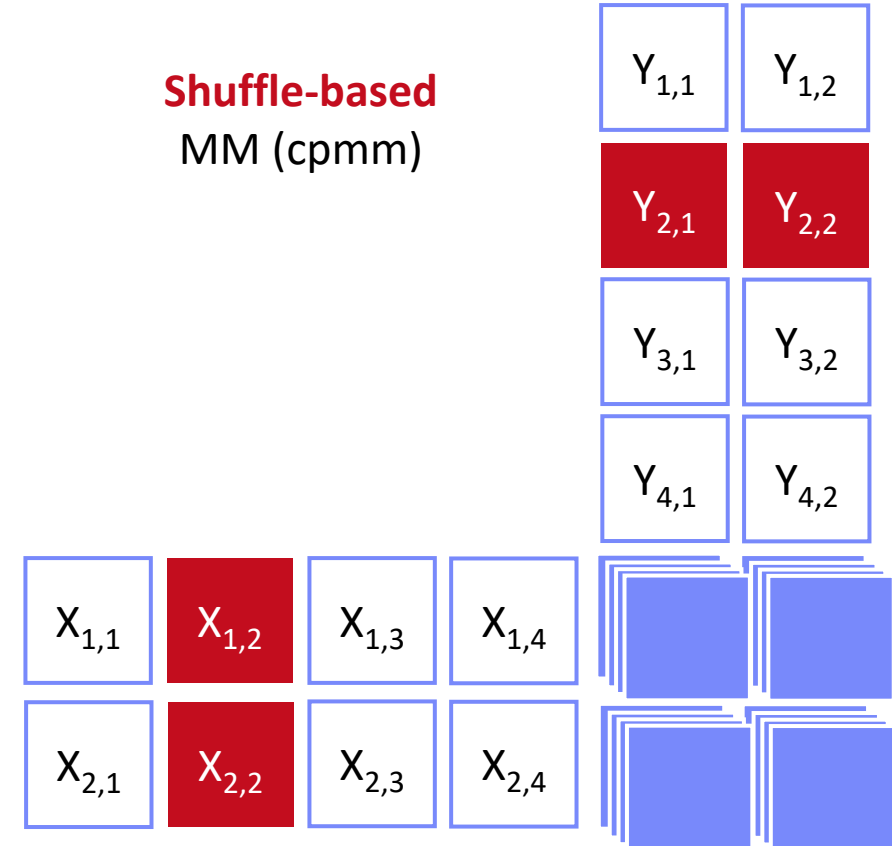 Shuffle-based
MM (cpmm)
Y1,1 Y1,2
Y2,1 Y2,2
Y3,1 Y3,2
Y4,1 Y4,2
X1,1 X1,2 X1,3 X1,4
X2,1 X2,2 X2,3 X2,4